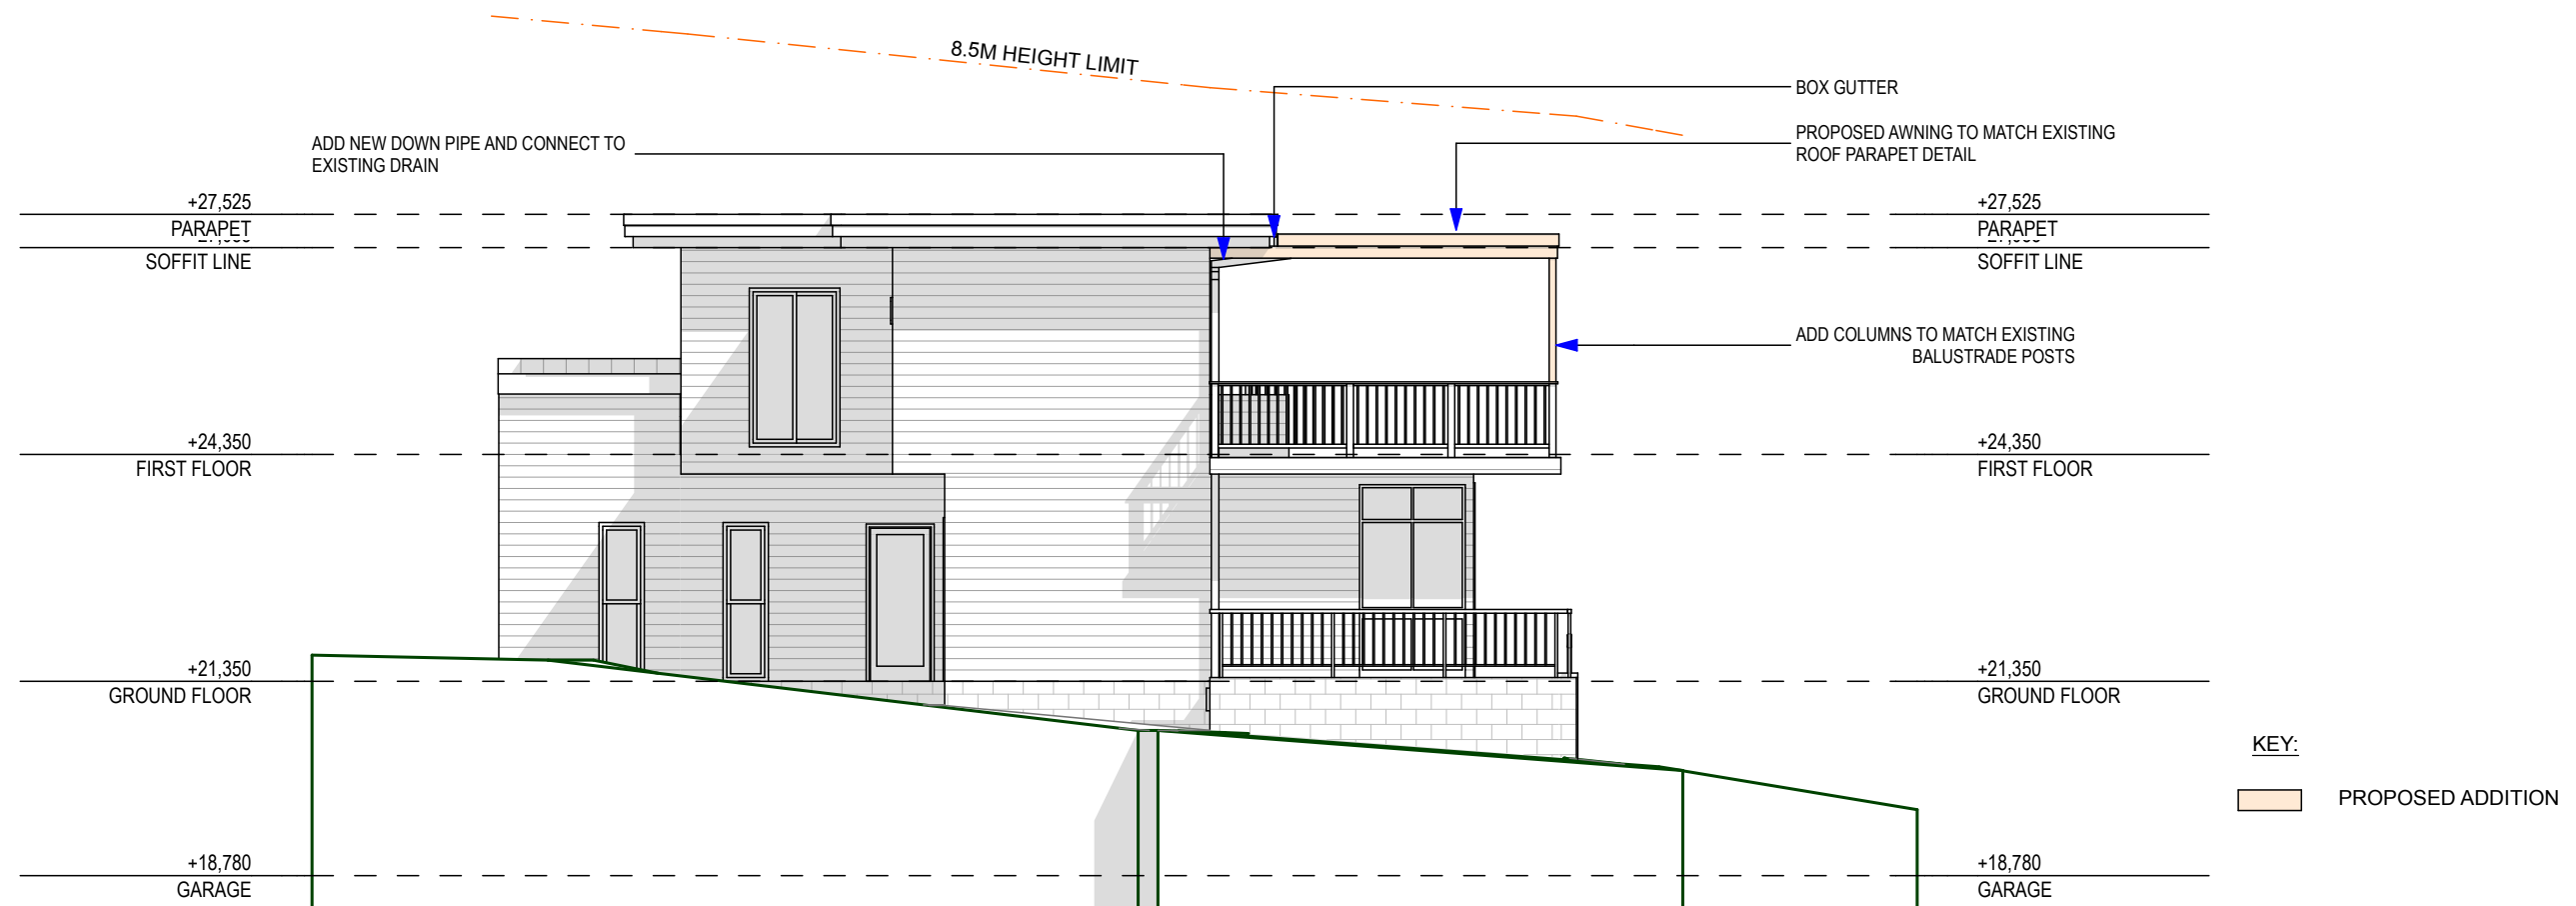 8.5M HEIGHT LIMIT
BOX GUTTER
ADD NEW DOWN PIPE AND CONNECT TO
EXISTING DRAIN
PROPOSED AWNING TO MATCH EXISTING
ROOF PARAPET DETAIL
+27,525
PARAPET
SOFFIT LINE
+27,525
PARAPET
SOFFIT LINE
ADD COLUMNS TO MATCH EXISTING
BALUSTRADE POSTS
+24,350
FIRST FLOOR
+24,350
FIRST FLOOR
+21,350
GROUND FLOOR
+21,350
GROUND FLOOR
KEY:
PROPOSED ADDITION
+18,780
GARAGE
+18,780
GARAGE